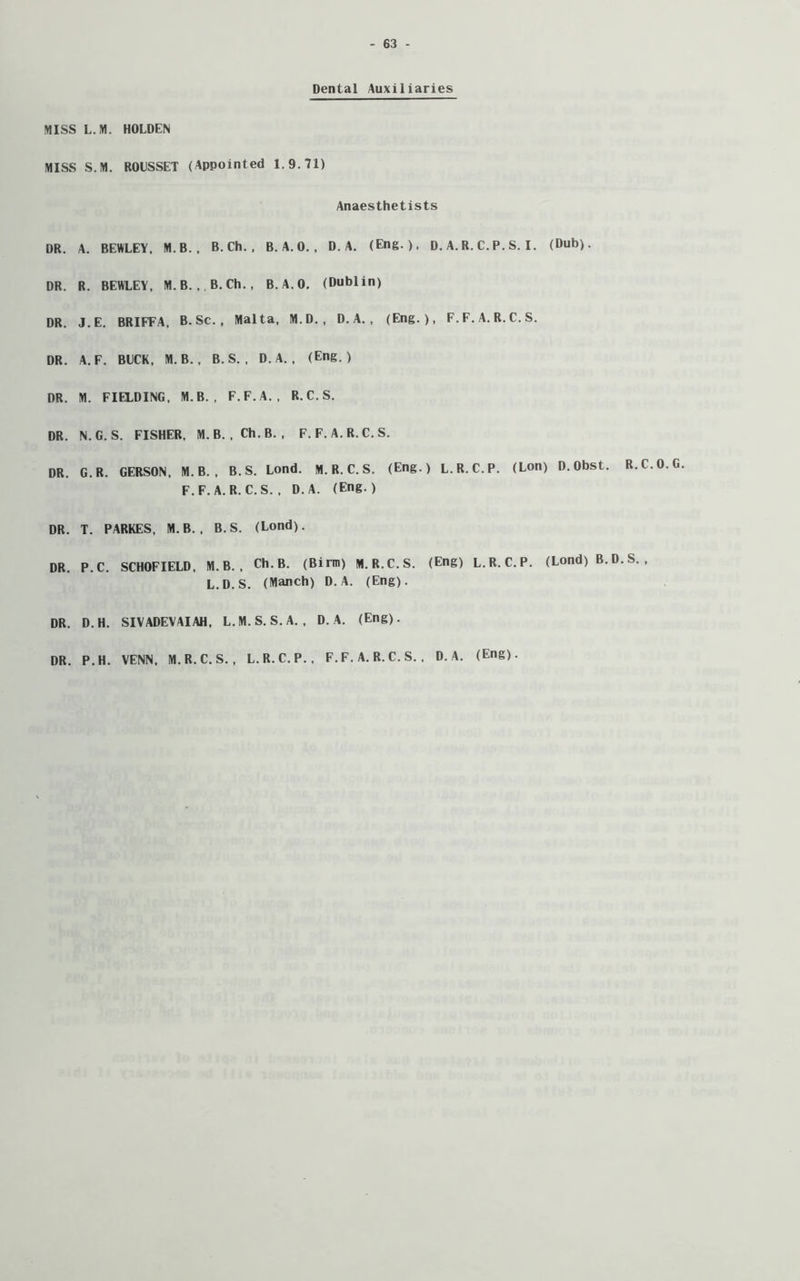 - 63 -
Dental Auxiliaries
MISS L.M. HOLDEN
MISS S.M. ROUSSET (Appointed 1.9.71)
Anaesthetists
DR. A. BEWLEY, M.B., B.Ch., B.A.O., D.A. (Eng.), D.A.R.C.P.S.I. (Dub).
DR. R. BEWLEY, M.B.,.B.Ch., B.A.O. (Dublin)
DR. J.E. BRIFFA, B.Sc., Malta, M.D., D.A., (Eng.), F.F.A.R.C.S.
DR. A.F. BUCK, M.B., B.S., D.A., (Eng.)
DR. M. FIELDING, M.B., F.F.A., R.C.S.
DR. N.G.S. FISHER, M.B., Ch.B., F.F.A.R.C.S.
DR. G.R. GERSON, M.B., B.S. Lond. M.R.C.S. (Eng.) L.R.C.P. (Lon) D.Obst. R.C.O.G.
F.F.A.R.C.S., D.A. (Eng.)
DR. T. PARKES, M.B., B.S. (Lond).
DR. P.C. SCHOFIELD, M.B., Ch.B. (Birm) M.R.C.S. (Eng) L.R.C.P. (Lond) B.D.S.,
L.D.S. (Manch) D.A. (Eng).
DR. D.H. SIVADEVAIAH, L.M.S.S.A., D.A. (Eng).
DR. P.H. VENN, M.R.C.S., L.R.C.P., F.F.A.R.C.S., D.A. (Eng).